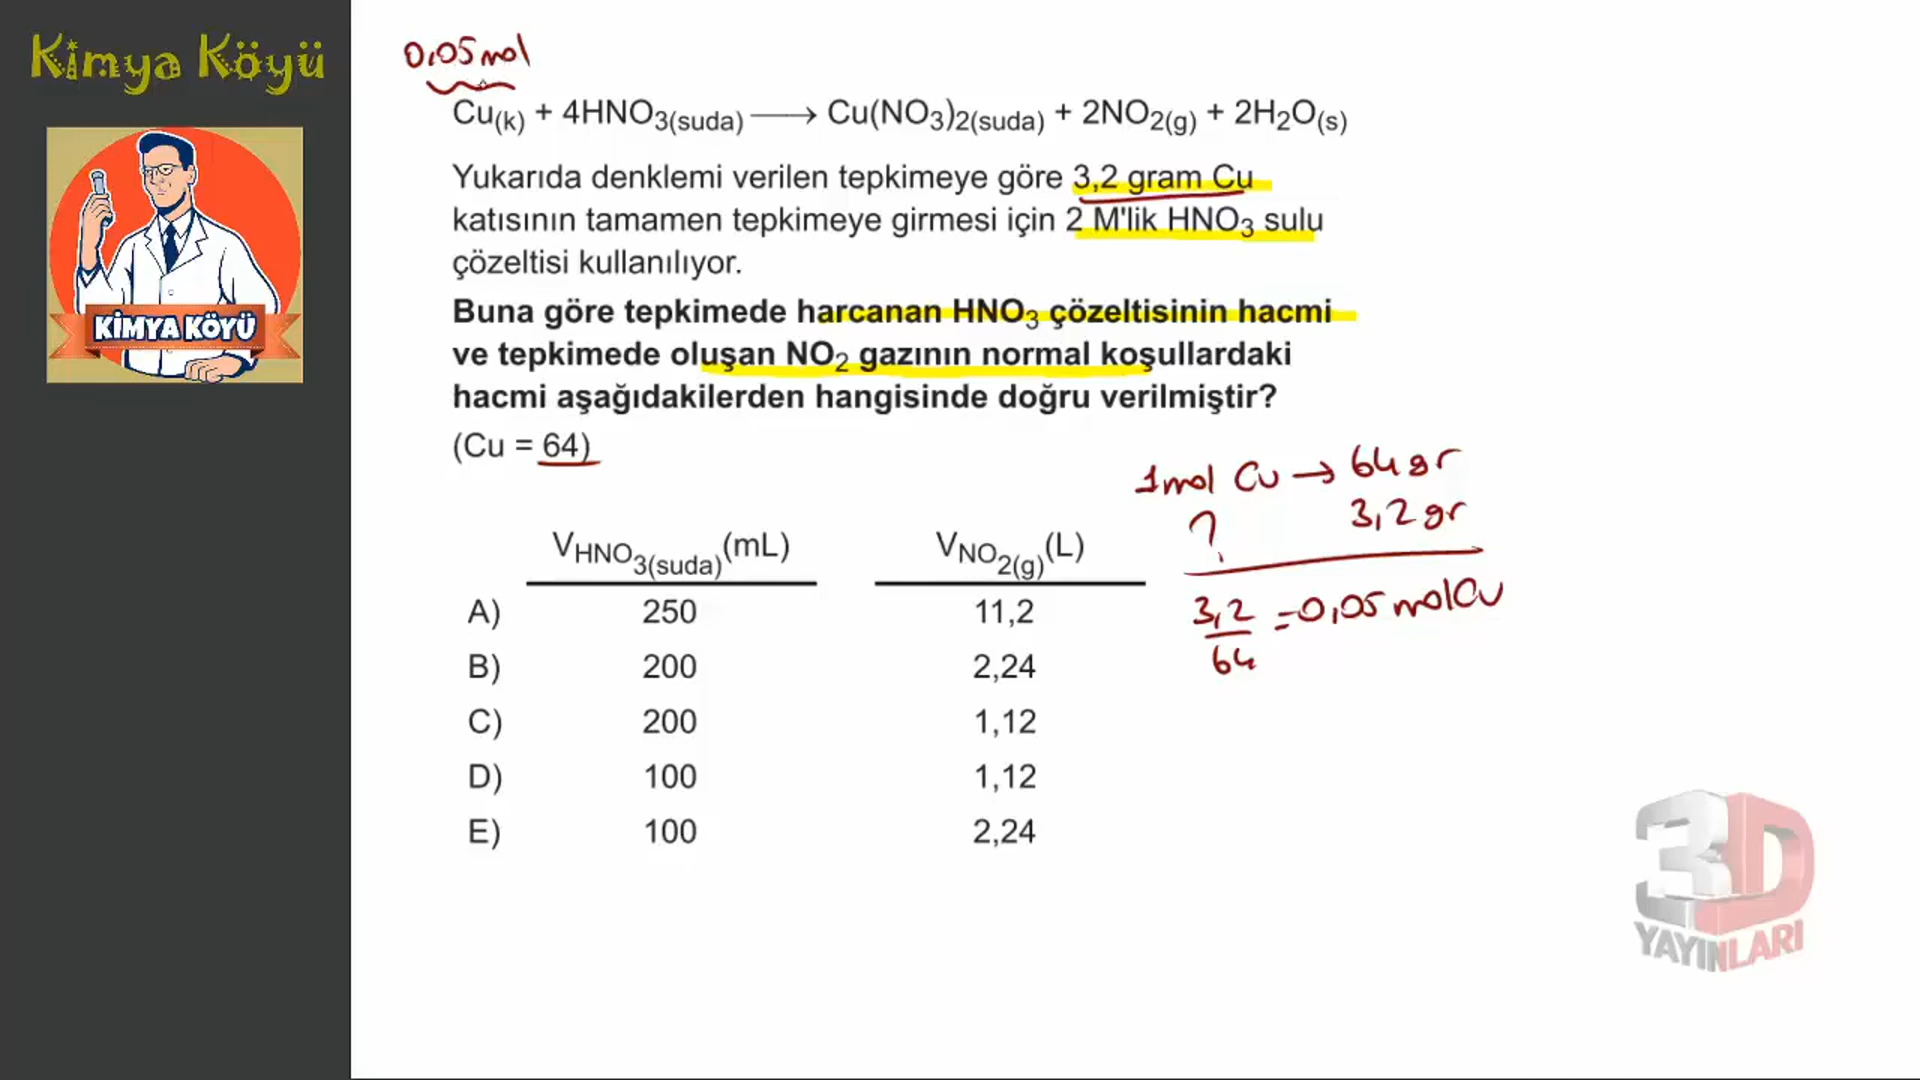 Kimya Köyü
KİMYA KÖYÜ
0,05 mol
Cu(k) + 4HNO3(suda) ⟶ Cu(NO3)2(suda) + 2NO2(g) + 2H2O(s)
Yukarıda denklemi verilen tepkimeye göre 3,2 gram Cu
katısının tamamen tepkimeye girmesi için 2 M'lik HNO3 sulu
çözeltisi kullanılıyor.
Buna göre tepkimede harcanan HNO3 çözeltisinin hacmi
ve tepkimede oluşan NO2 gazının normal koşullardaki
hacmi aşağıdakilerden hangisinde doğru verilmiştir?
(Cu = 64)
VHNO3(suda)(mL) VNO2(g)(L)
A) 250 11,2
B) 200 2,24
C) 200 1,12
D) 100 1,12
E) 100 2,24
1mol Cu → 64 gr
? 3,2 gr
3,2/64 = 0,05 mol Cu
3D
YAYINLARI